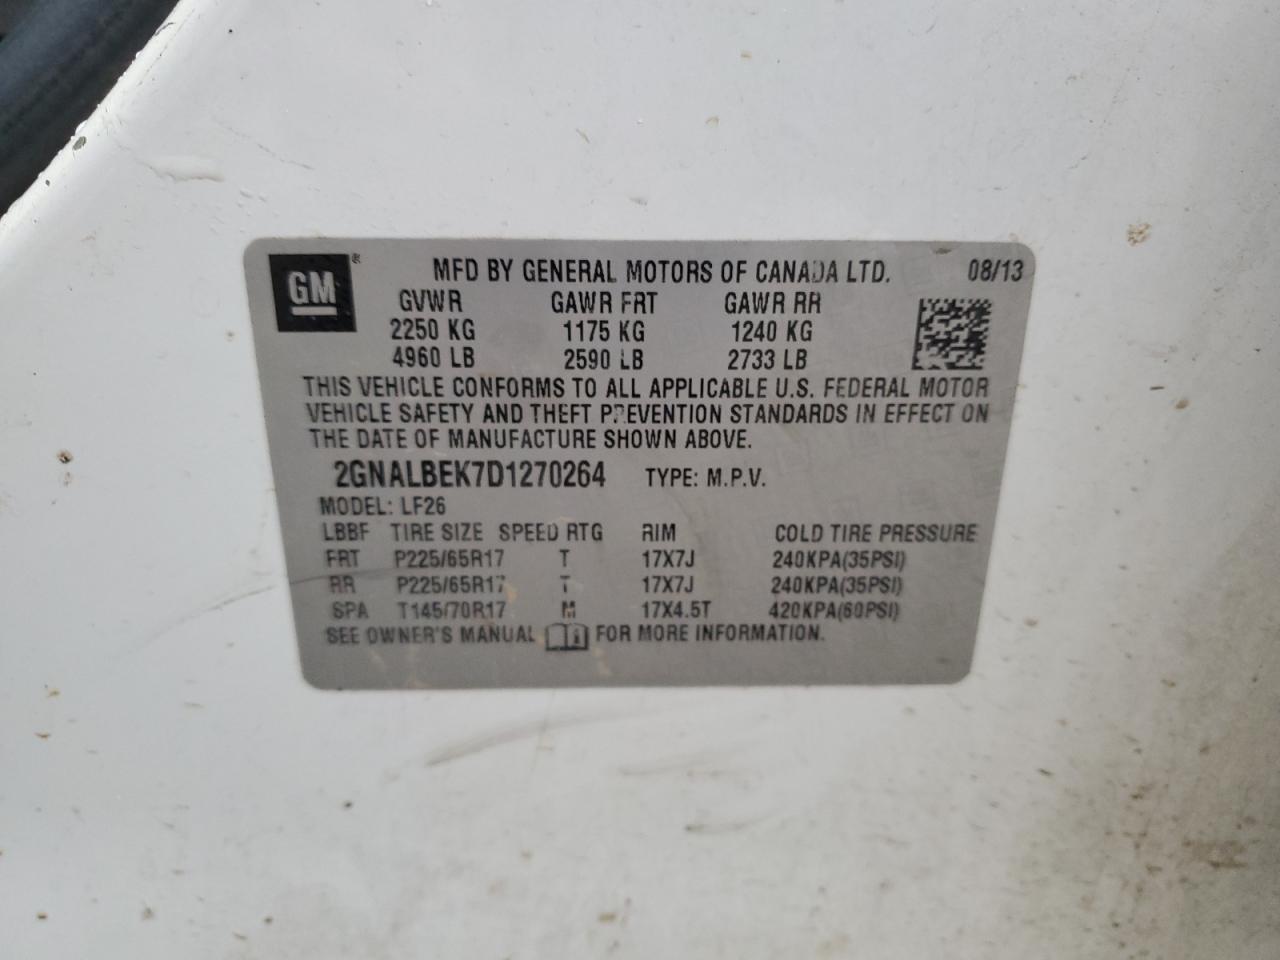 GM
®
MFD BY GENERAL MOTORS OF CANADA LTD. 08/13
GVWR GAWR FRT GAWR RR
2250 KG 1175 KG 1240 KG
4960 LB 2590 LB 2733 LB
THIS VEHICLE CONFORMS TO ALL APPLICABLE U.S. FEDERAL MOTOR
VEHICLE SAFETY AND THEFT PREVENTION STANDARDS IN EFFECT ON
THE DATE OF MANUFACTURE SHOWN ABOVE.
2GNALBEK7D1270264 TYPE: M.P.V.
MODEL: LF26
LBBF TIRE SIZE SPEED RTG RIM COLD TIRE PRESSURE
FRT P225/65R17 T 17X7J 240KPA(35PSI)
RR P225/65R17 T 17X7J 240KPA(35PSI)
SPA T145/70R17 M 17X4.5T 420KPA(60PSI)
SEE OWNER'S MANUAL FOR MORE INFORMATION.